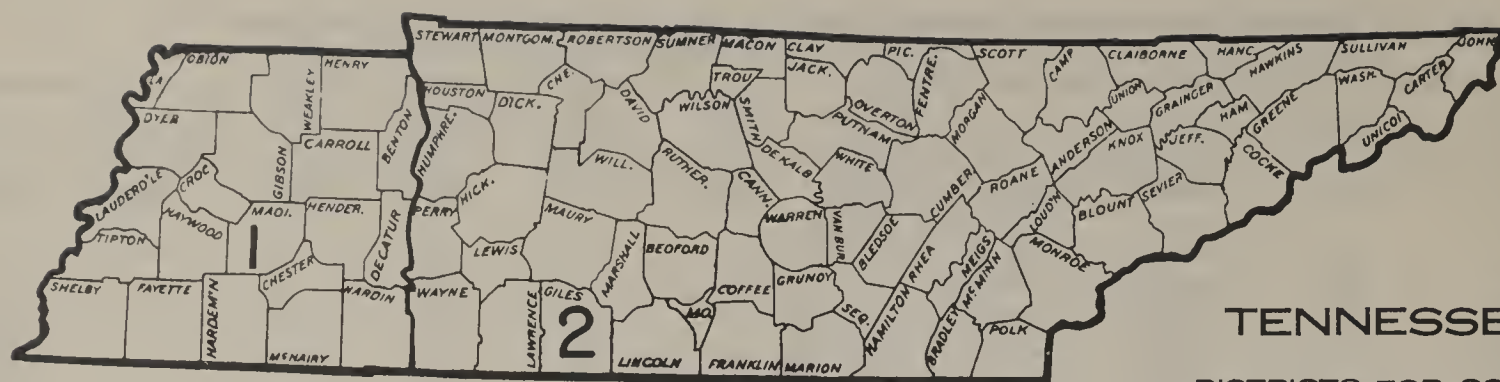 STEWART MONTGOM. ROBERTSON SUMNER MACON CLAY PIC. SCOTT CAMP CLAIBORNE HANC. HAWKINS SULLIVAN JOHN
OBION HENRY WEAKLEY HOUSTON DICK. CHE. DAVID TROU. JACK. OVERTON FENTRE. MORGAN UNION GRAINGER HAM GREENE WASH. CARTER UNICOI
DYER GIBSON CARROLL BENTON HUMPHRE. WILL. WILSON SMITH DE KALB PUTNAM WHITE ANDERSON KNOX JEFF. COCKE
LAUDERD'LE CROC. HAYWOOD MADI. HENDER. DECATUR PERRY HICK. MAURY RUTHER. CANN. WARREN VAN BUR. BLEDSOE CUMBER. ROANE LOUD'N BLOUNT SEVIER
TIPTON 1 CHESTER LEWIS MARSHALL BEDFORD COFFEE GRUNDY RHEA MEIGS McMINN MONROE
SHELBY FAYETTE HARDEM'N HARDIN WAYNE LAWRENCE GILES MO. SEQ. HAMILTON BRADLEY POLK
McNAIRY 2 LINCOLN FRANKLIN MARION
TENNESSE